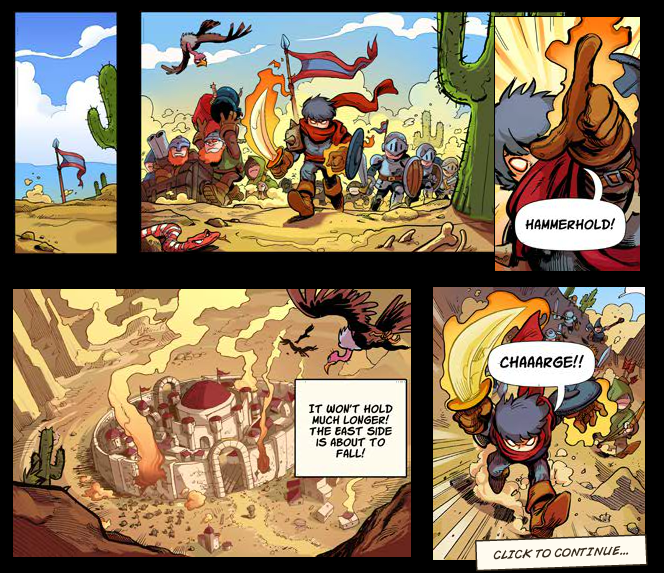 HAMMERHOLD!
IT WON'T HOLD
MUCH LONGER!
THE EAST SIDE
IS ABOUT TO
FALL!
CHAAARGE!!
CLICK TO CONTINUE...